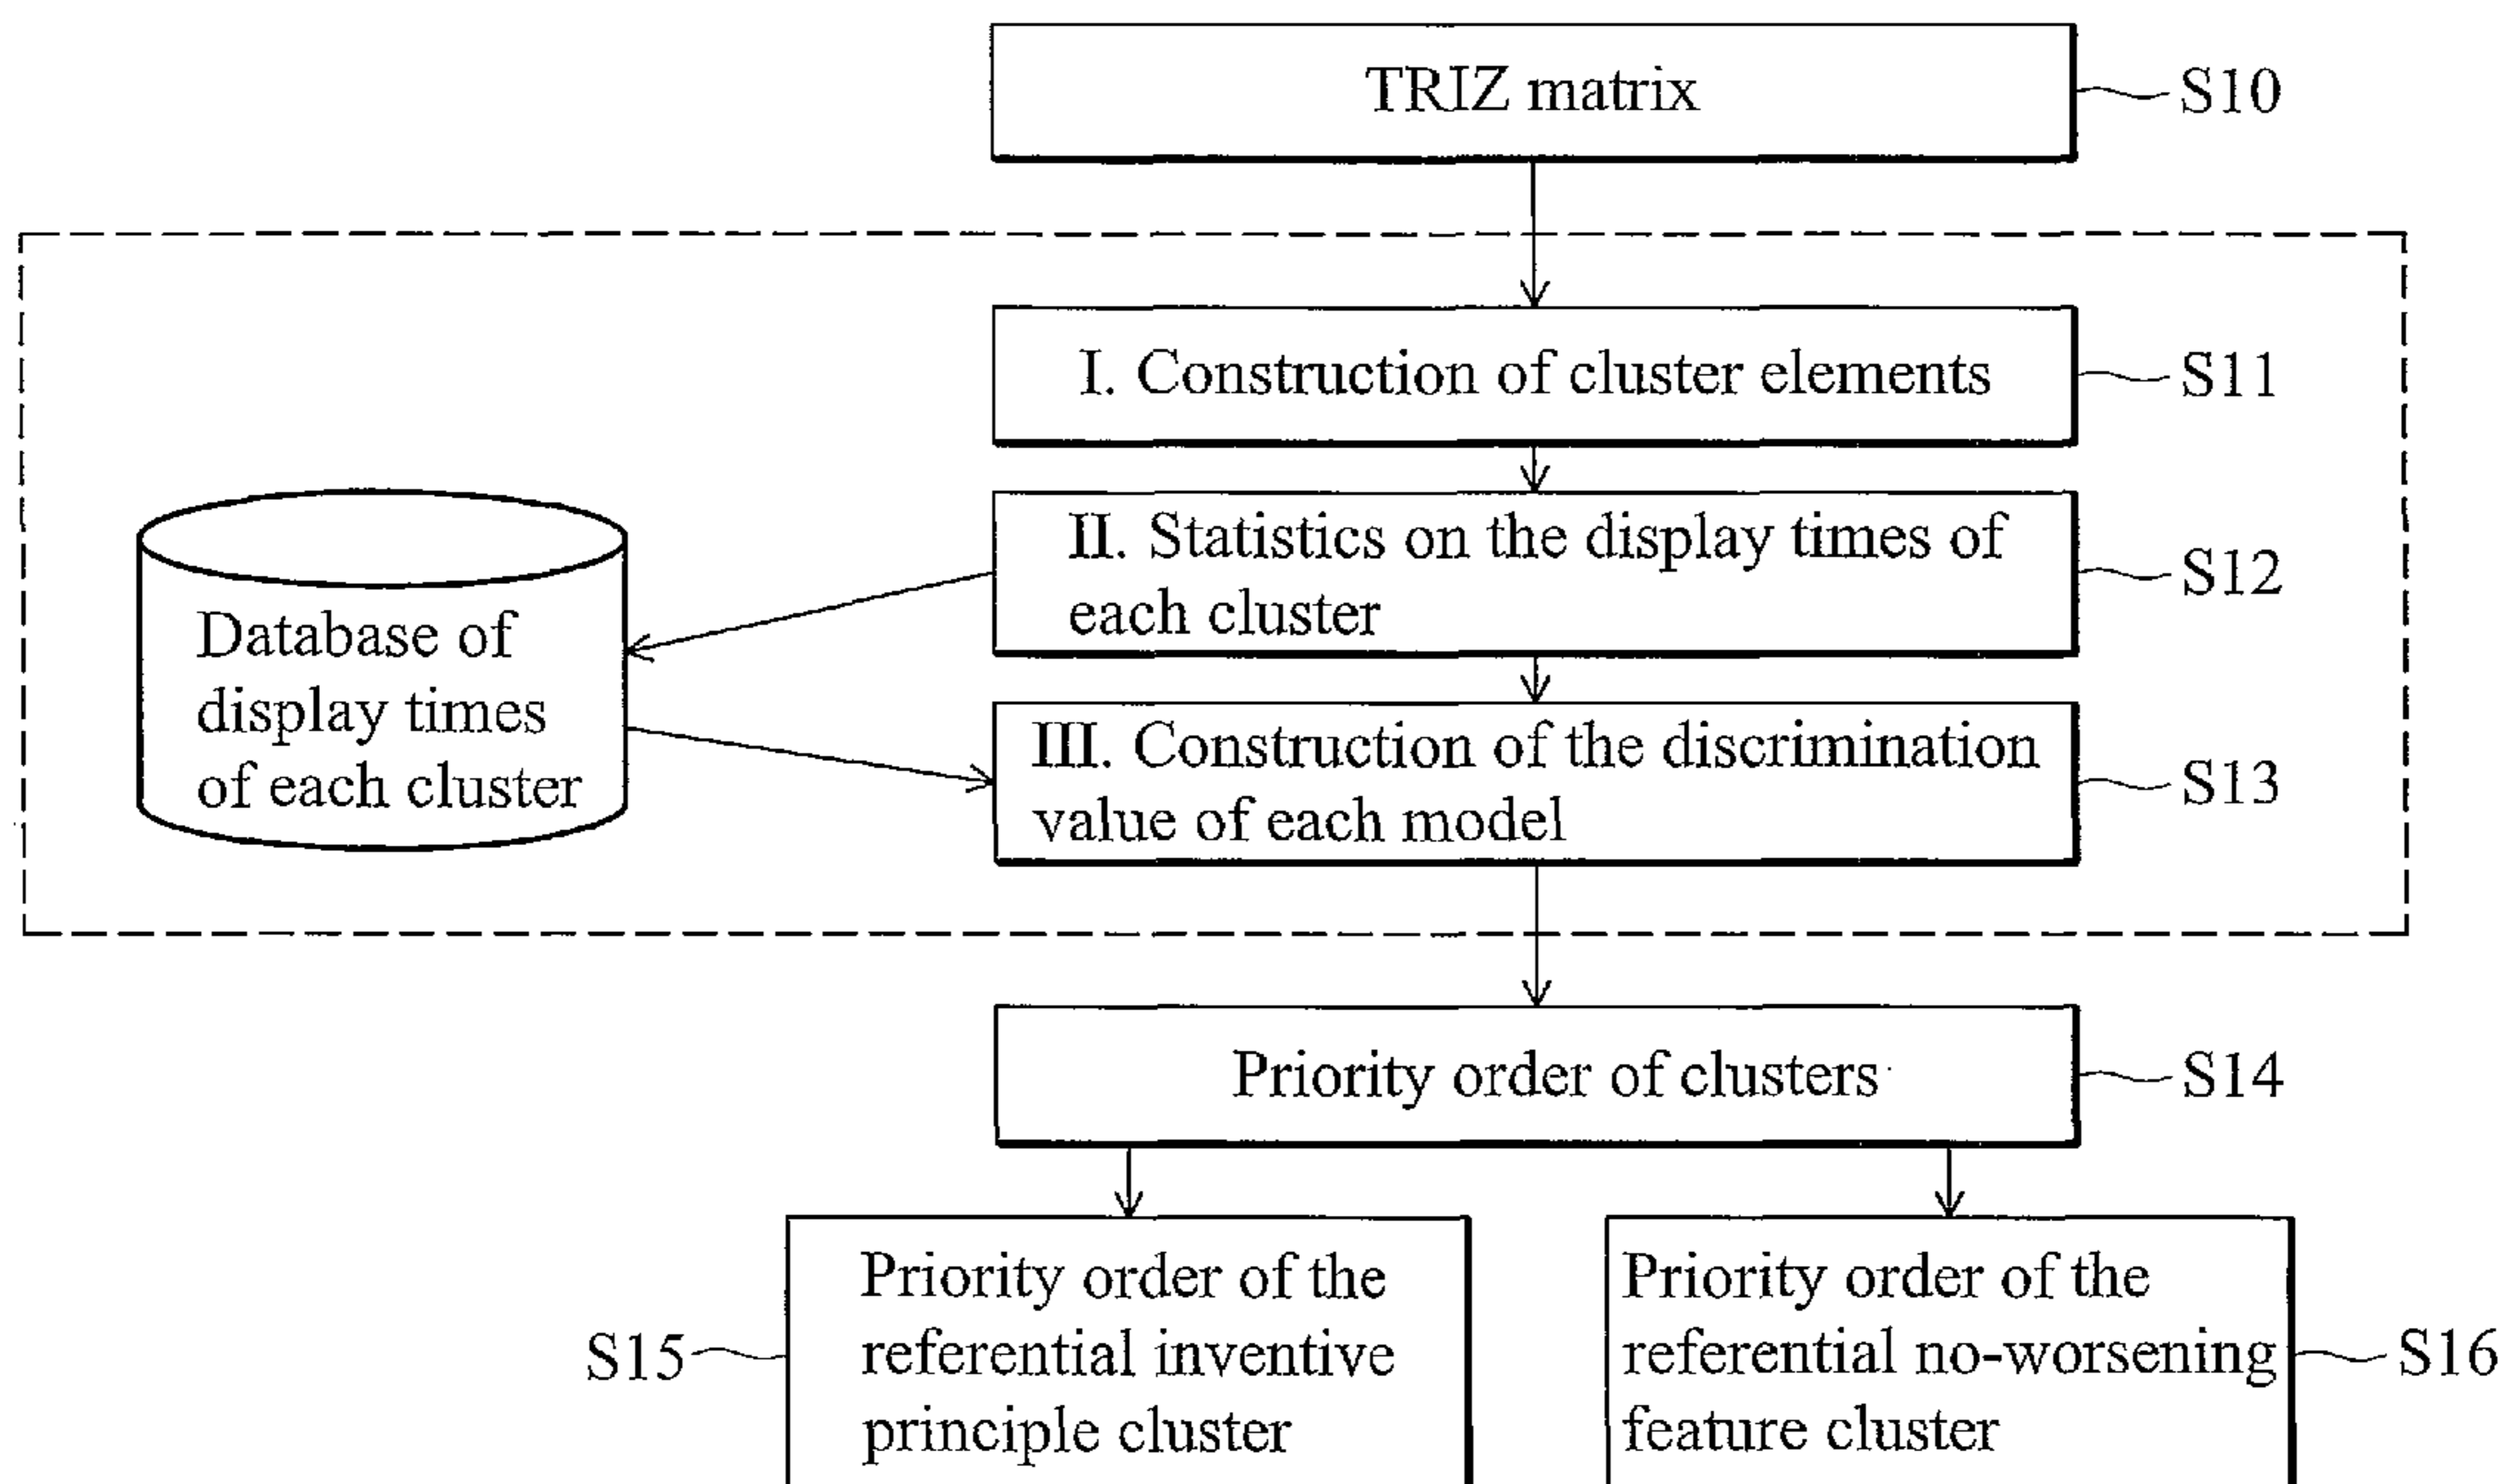 TRIZ matrix
S10
I. Construction of cluster elements
S11
II. Statistics on the display times of
each cluster
S12
Database of
display times
of each cluster
III. Construction of the discrimination
value of each model
S13
Priority order of clusters
S14
S15
Priority order of the
referential inventive
principle cluster
Priority order of the
referential no-worsening
feature cluster
S16